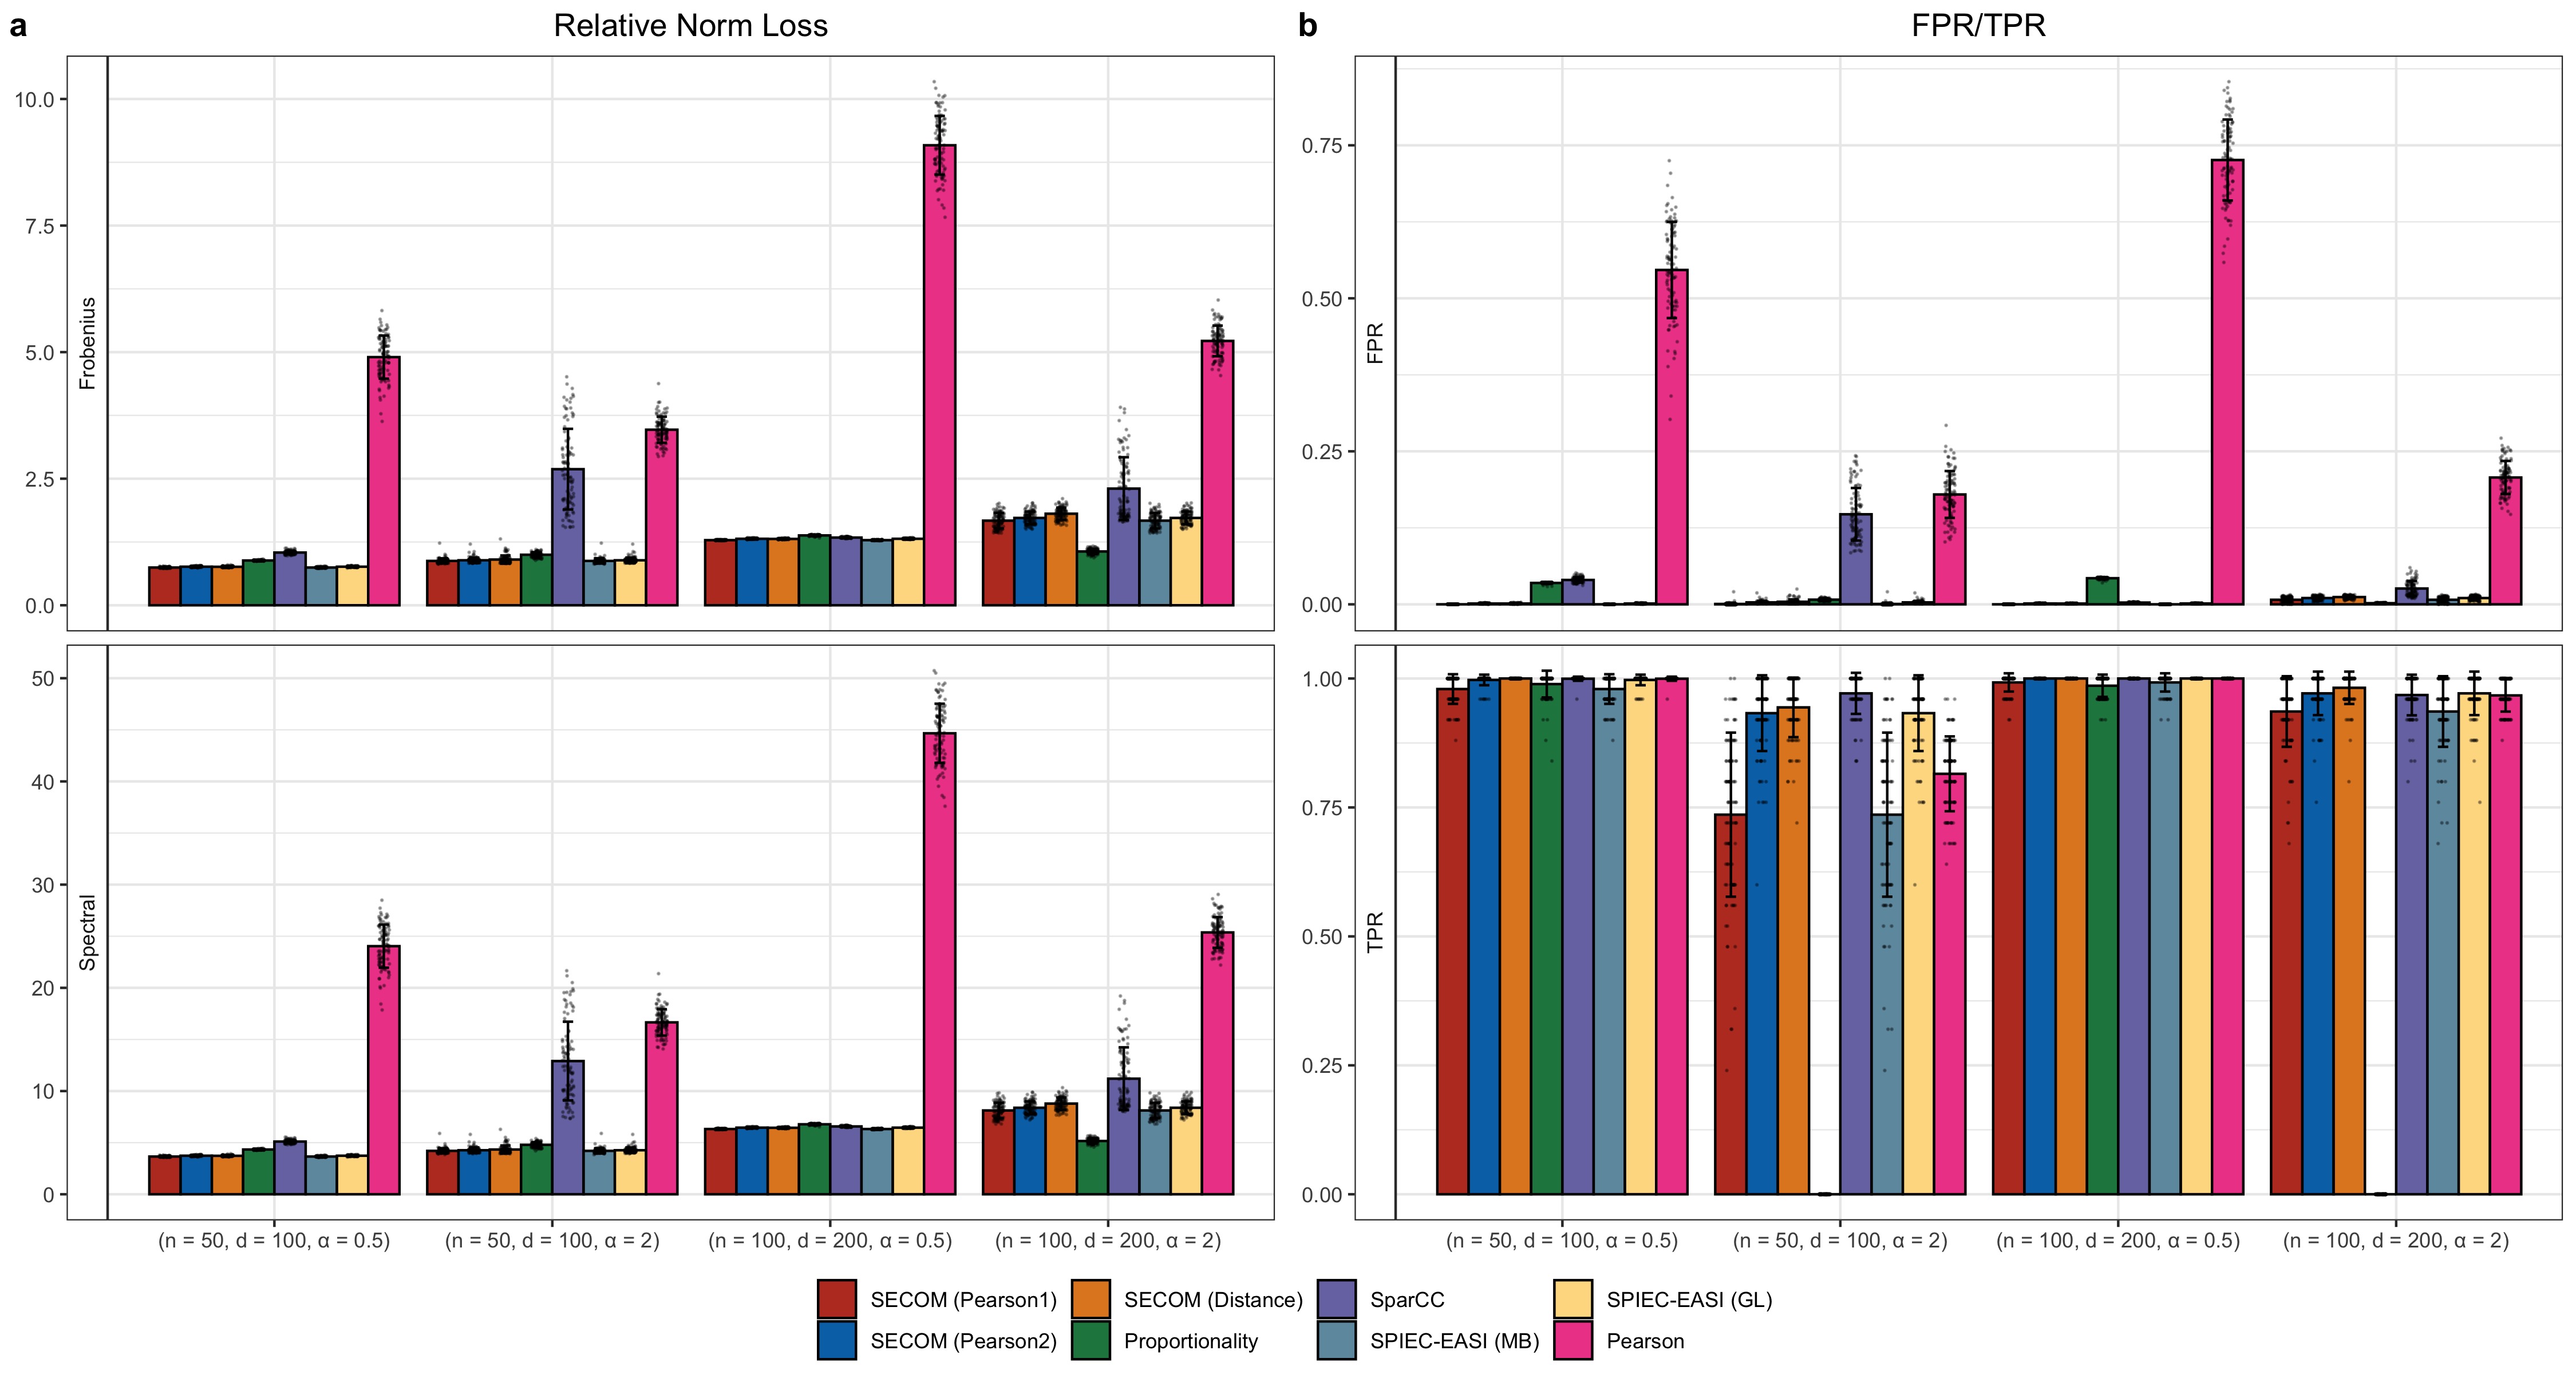 a
Relative Norm Loss
Frobenius
10.0
7.5
5.0
2.5
0.0
Spectral
50
40
30
20
10
0
(n = 50, d = 100, α = 0.5)
(n = 50, d = 100, α = 2)
(n = 100, d = 200, α = 0.5)
(n = 100, d = 200, α = 2)
b
FPR/TPR
FPR
0.75
0.50
0.25
0.00
TPR
1.00
0.75
0.50
0.25
0.00
(n = 50, d = 100, α = 0.5)
(n = 50, d = 100, α = 2)
(n = 100, d = 200, α = 0.5)
(n = 100, d = 200, α = 2)
SECOM (Pearson1)
SECOM (Pearson2)
SECOM (Distance)
Proportionality
SparCC
SPIEC-EASI (MB)
SPIEC-EASI (GL)
Pearson